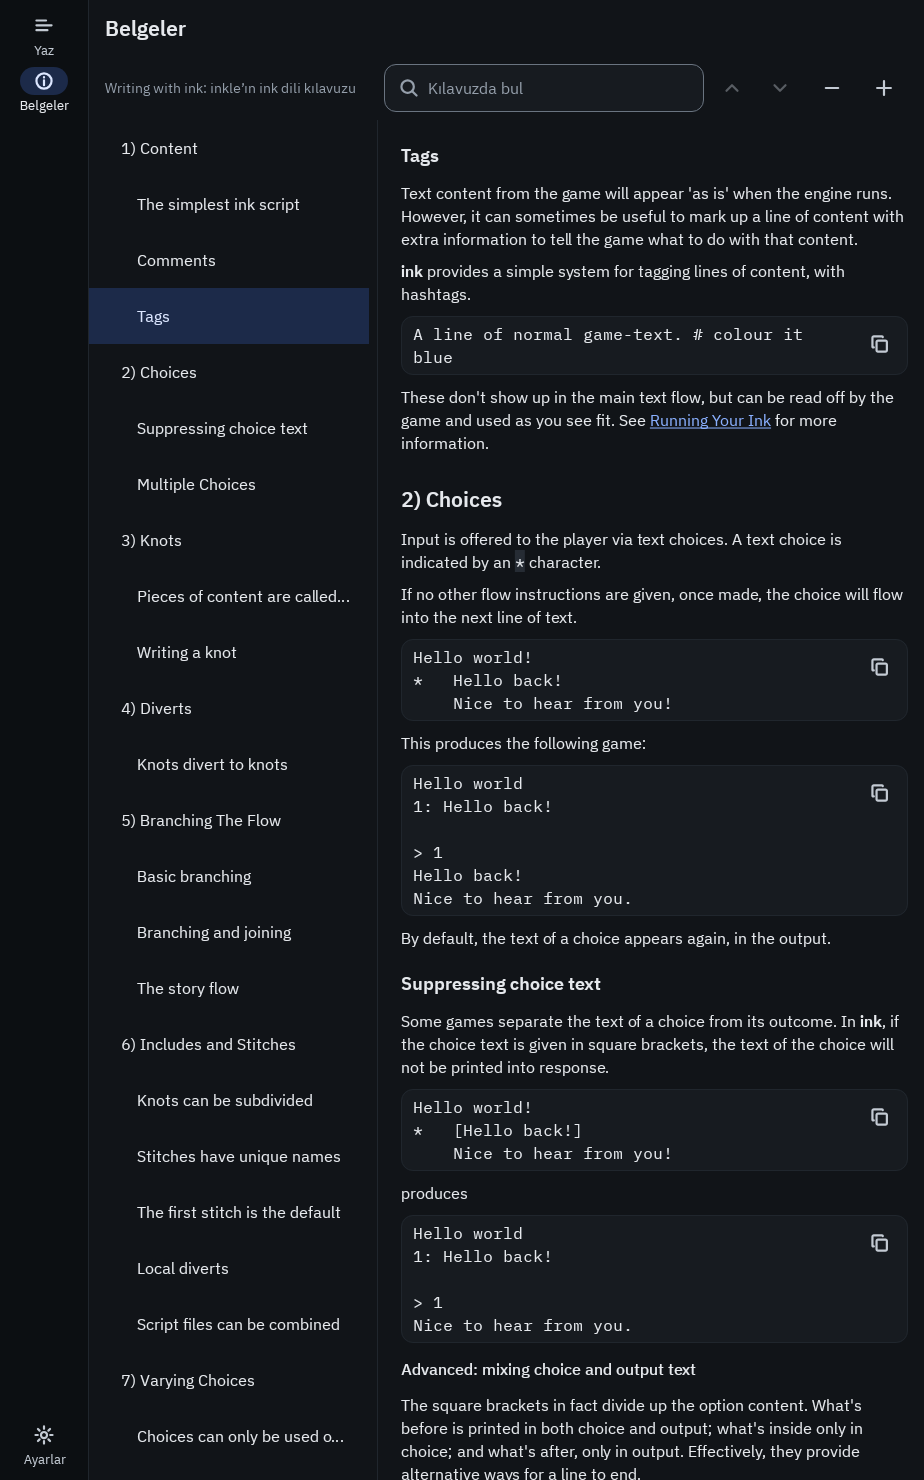 Yaz
Belgeler
Ayarlar
Belgeler
Writing with ink: inkle'ın ink dili kılavuzu
Kılavuzda bul
1) Content
The simplest ink script
Comments
Tags
2) Choices
Suppressing choice text
Multiple Choices
3) Knots
Pieces of content are called...
Writing a knot
4) Diverts
Knots divert to knots
5) Branching The Flow
Basic branching
Branching and joining
The story flow
6) Includes and Stitches
Knots can be subdivided
Stitches have unique names
The first stitch is the default
Local diverts
Script files can be combined
7) Varying Choices
Choices can only be used o...
Tags
Text content from the game will appear 'as is' when the engine runs.
However, it can sometimes be useful to mark up a line of content with
extra information to tell the game what to do with that content.
ink provides a simple system for tagging lines of content, with
hashtags.
A line of normal game-text. # colour it
blue
These don't show up in the main text flow, but can be read off by the
game and used as you see fit. See Running Your Ink for more
information.
2) Choices
Input is offered to the player via text choices. A text choice is
indicated by an * character.
If no other flow instructions are given, once made, the choice will flow
into the next line of text.
Hello world!
*   Hello back!
    Nice to hear from you!
This produces the following game:
Hello world
1: Hello back!
> 1
Hello back!
Nice to hear from you.
By default, the text of a choice appears again, in the output.
Suppressing choice text
Some games separate the text of a choice from its outcome. In ink, if
the choice text is given in square brackets, the text of the choice will
not be printed into response.
Hello world!
*   [Hello back!]
    Nice to hear from you!
produces
Hello world
1: Hello back!
> 1
Nice to hear from you.
Advanced: mixing choice and output text
The square brackets in fact divide up the option content. What's
before is printed in both choice and output; what's inside only in
choice; and what's after, only in output. Effectively, they provide
alternative ways for a line to end.